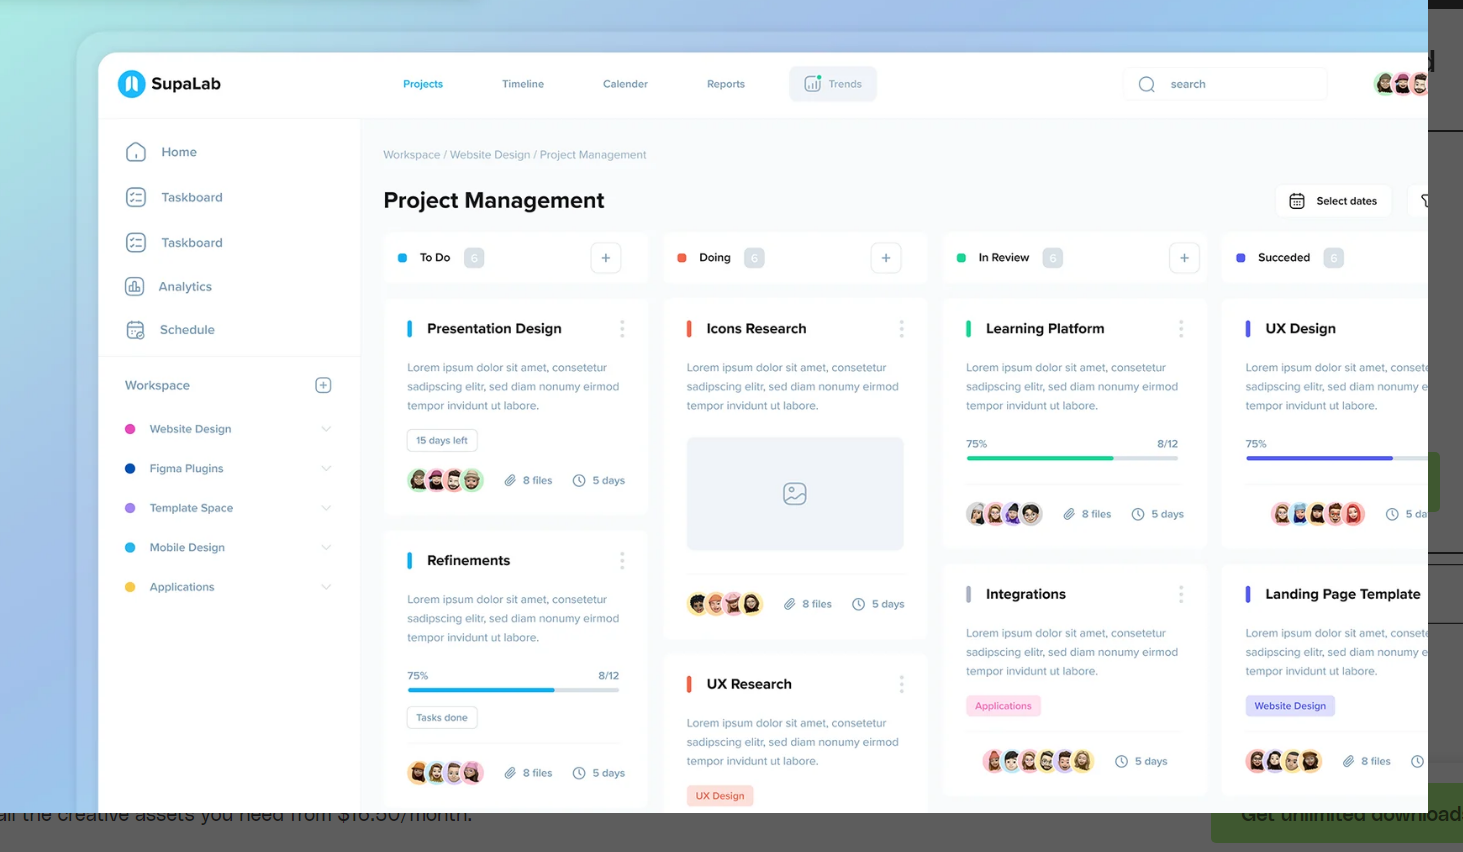 SupaLab
Projects
Timeline
Calender
Reports
Trends
search
Home
Taskboard
Taskboard
Analytics
Schedule
Workspace
Website Design
Figma Plugins
Template Space
Mobile Design
Applications
Workspace / Website Design / Project Management
Project Management
Select dates
To Do 6
Presentation Design
Lorem ipsum dolor sit amet, consetetur
sadipscing elitr, sed diam nonumy eirmod
tempor invidunt ut labore.
15 days left
8 files 5 days
Refinements
Lorem ipsum dolor sit amet, consetetur
sadipscing elitr, sed diam nonumy eirmod
tempor invidunt ut labore.
75% 8/12
Tasks done
8 files 5 days
Doing 6
Icons Research
Lorem ipsum dolor sit amet, consetetur
sadipscing elitr, sed diam nonumy eirmod
tempor invidunt ut labore.
8 files 5 days
UX Research
Lorem ipsum dolor sit amet, consetetur
sadipscing elitr, sed diam nonumy eirmod
tempor invidunt ut labore.
UX Design
In Review 6
Learning Platform
Lorem ipsum dolor sit amet, consetetur
sadipscing elitr, sed diam nonumy eirmod
tempor invidunt ut labore.
75% 8/12
8 files 5 days
Integrations
Lorem ipsum dolor sit amet, consetetur
sadipscing elitr, sed diam nonumy eirmod
tempor invidunt ut labore.
Applications
5 days
Succeded 6
UX Design
Lorem ipsum dolor sit amet, conset
sadipscing elitr, sed diam nonumy e
tempor invidunt ut labore.
75%
5 da
Landing Page Template
Lorem ipsum dolor sit amet, conset
sadipscing elitr, sed diam nonumy e
tempor invidunt ut labore.
Website Design
8 files
all the creative assets you need from $16.50/month.
Get unlimited download